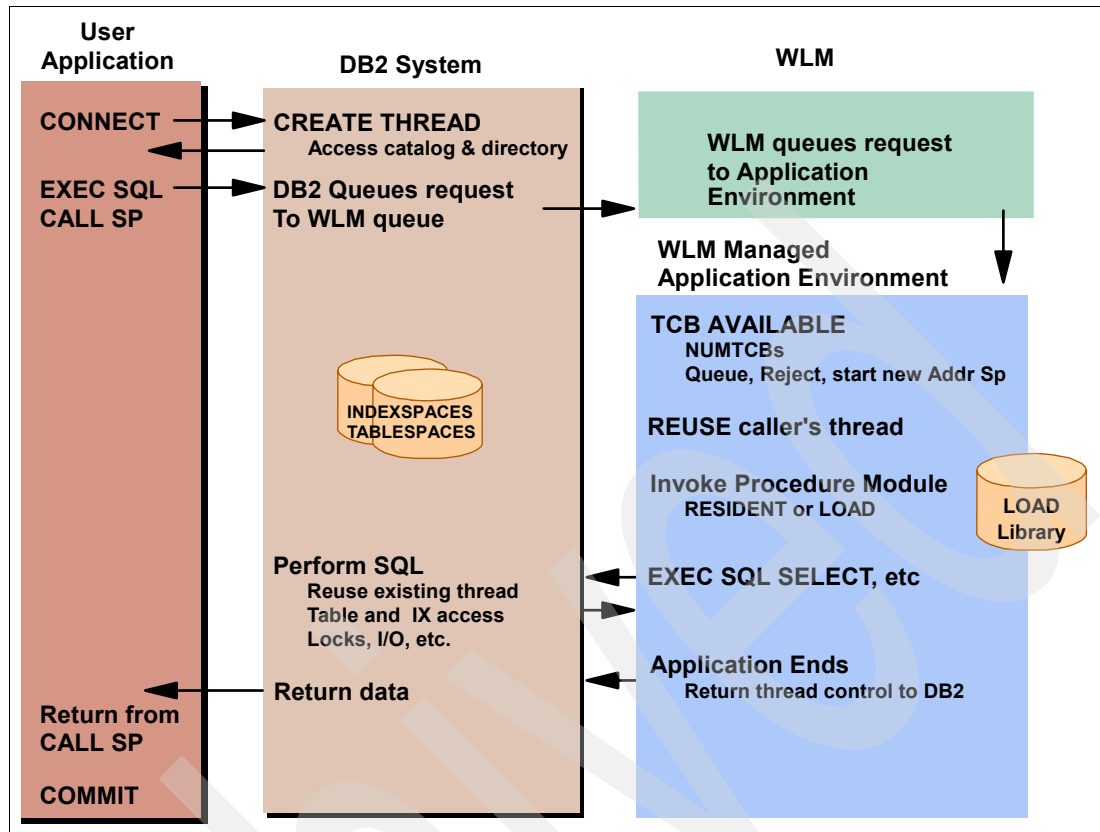 User
Application
DB2 System
WLM
CONNECT
CREATE THREAD
Access catalog & directory
EXEC SQL
CALL SP
DB2 Queues request
To WLM queue
WLM queues request
to Application
Environment
WLM Managed
Application Environment
TCB AVAILABLE
NUMTCBs
Queue, Reject, start new Addr Sp
INDEXSPACES
TABLESPACES
REUSE caller's thread
Invoke Procedure Module
RESIDENT or LOAD
LOAD
Library
Perform SQL
Reuse existing thread
Table and IX access
Locks, I/O, etc.
EXEC SQL SELECT, etc
Application Ends
Return thread control to DB2
Return data
Return from
CALL SP
COMMIT